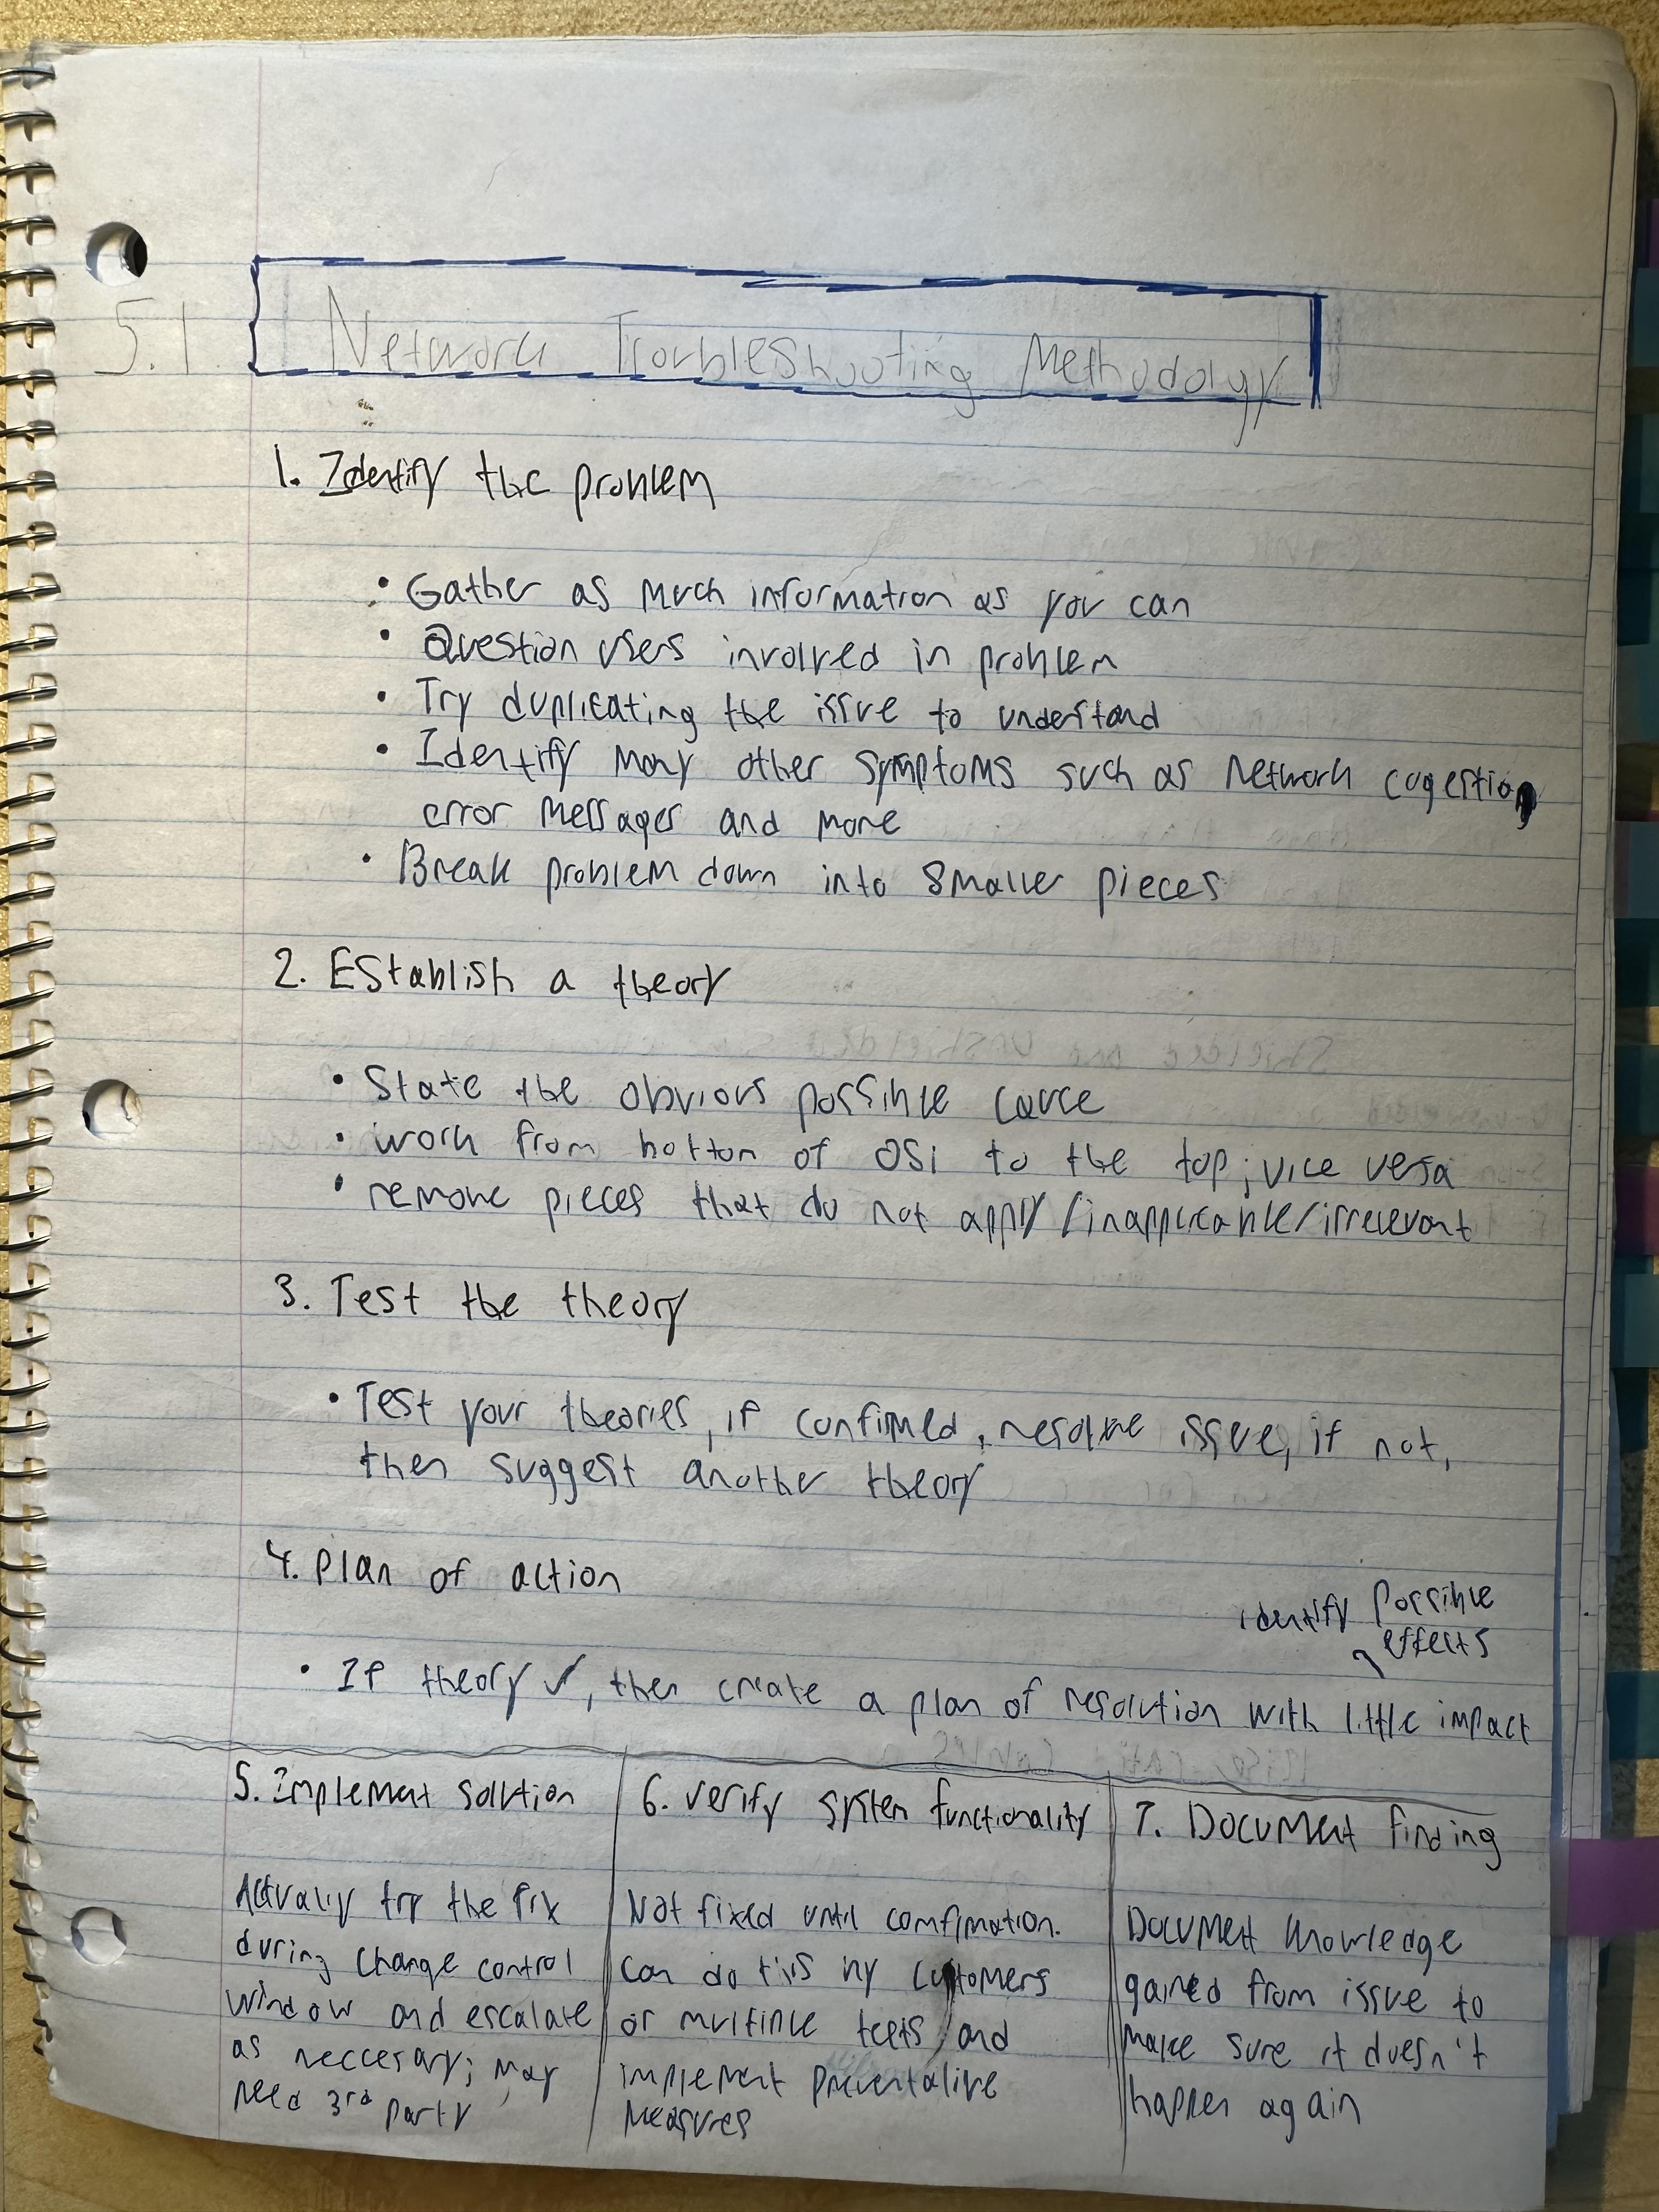 5.1 Network Troubleshooting Methodology
1. Identify the problem
• Gather as much information as you can
• Question users involved in problem
• Try duplicating the issue to understand
• Identify many other symptoms such as network cogestion,
error messages and more
• Break problem down into smaller pieces
2. Establish a theory
• State the obvious possible cause
• work from bottom of OSI to the top; vice versa
• remove pieces that do not apply/inapplicable/irrelevant
3. Test the theory
• Test your theories, if confirmed, resolve issue, if not,
then suggest another theory
4. Plan of action
identify possible
effects
• If theory ✓, then create a plan of resolution with little impact
5. Implement solution
Actually try the fix
during change control
window and escalate
as neccesary; may
need 3rd party
6. verify system functionality
Not fixed until comfirmation.
can do this by customers
or multiple tests, and
implement preventative
measures
7. Document finding
Document knowledge
gained from issue to
make sure it doesn't
happen again